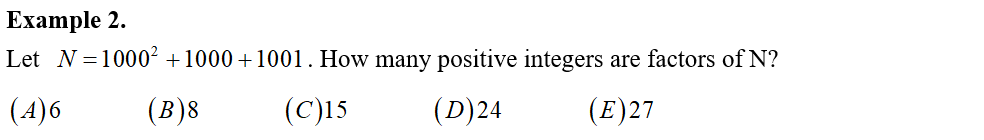 Example 2.
Let N = 1000² + 1000 + 1001. How many positive integers are factors of N?
(A)6 (B)8 (C)15 (D)24 (E)27